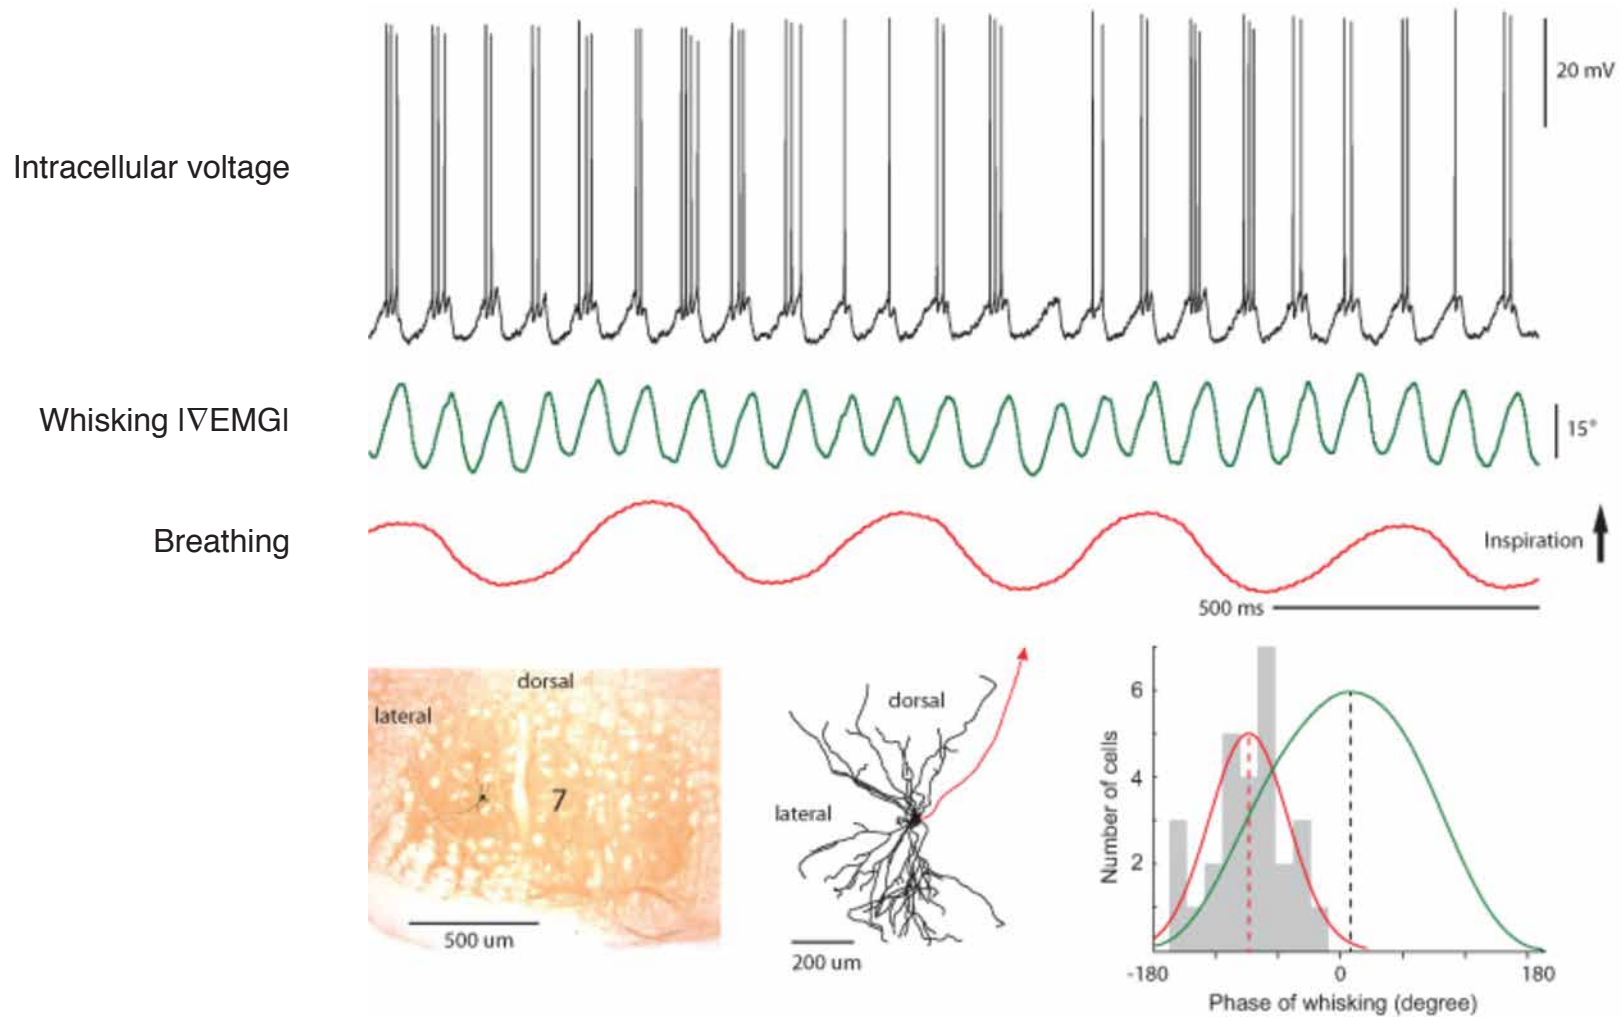 20 mV
Intracellular voltage
Whisking |∇EMG|
15°
Breathing
Inspiration
500 ms
dorsal
lateral
7
500 um
dorsal
lateral
200 um
Number of cells
6
4
2
-180
0
180
Phase of whisking (degree)